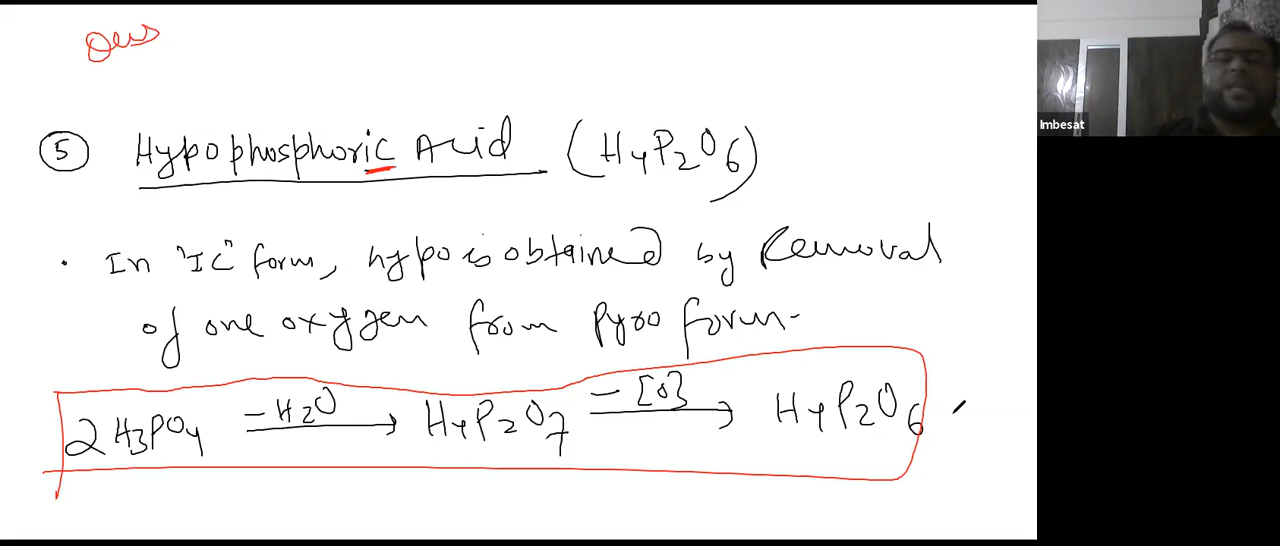 Ques
5 Hypophosphoric Acid (H4P2O6)
. In "IC" form, hypo is obtained by Removal
of one oxygen from Pyro form.
2H3PO4 -H2O → H4P2O7 -[O] → H4P2O6
Imbesat